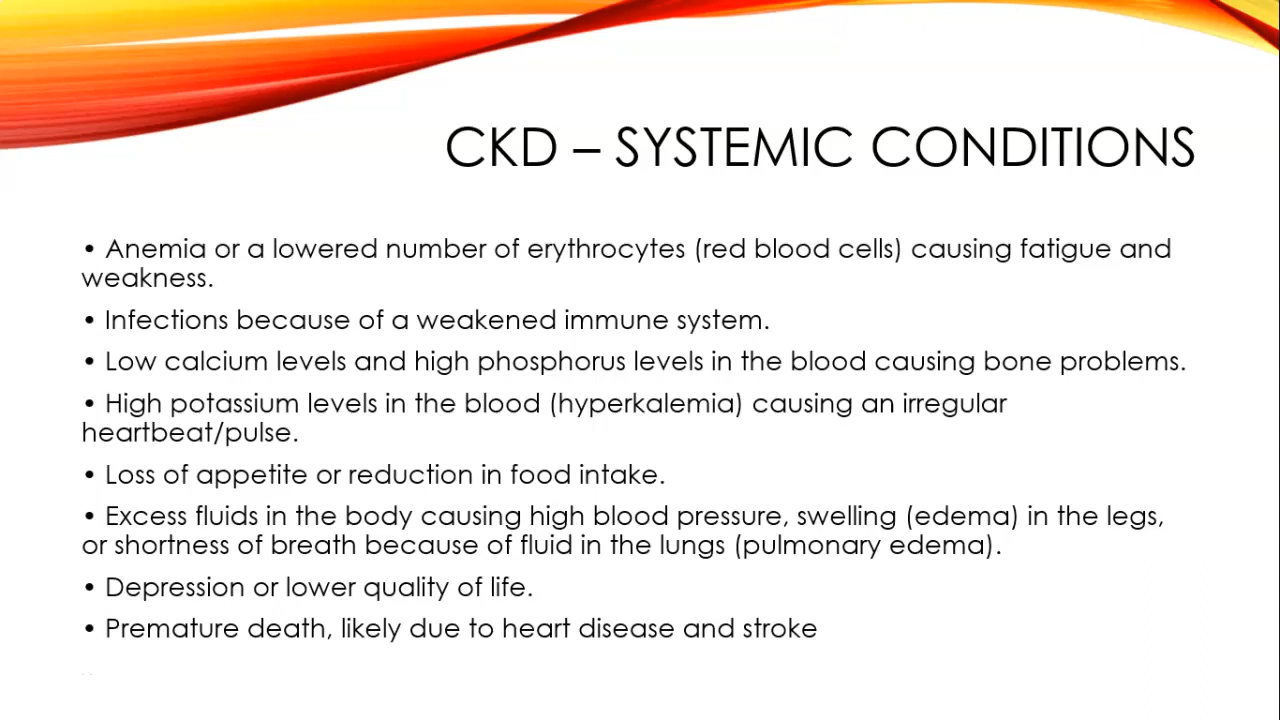 CKD – SYSTEMIC CONDITIONS
• Anemia or a lowered number of erythrocytes (red blood cells) causing fatigue and
weakness.
• Infections because of a weakened immune system.
• Low calcium levels and high phosphorus levels in the blood causing bone problems.
• High potassium levels in the blood (hyperkalemia) causing an irregular
heartbeat/pulse.
• Loss of appetite or reduction in food intake.
• Excess fluids in the body causing high blood pressure, swelling (edema) in the legs,
or shortness of breath because of fluid in the lungs (pulmonary edema).
• Depression or lower quality of life.
• Premature death, likely due to heart disease and stroke